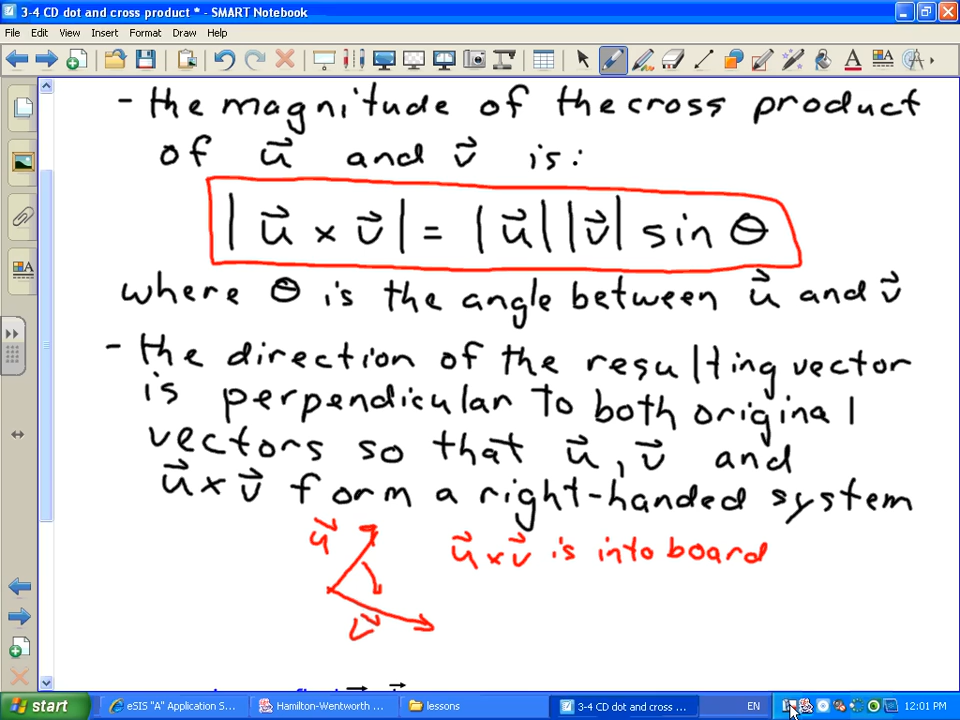 3-4 CD dot and cross product * - SMART Notebook
File Edit View Insert Format Draw Help
- the magnitude of the cross product
of u⃗ and v⃗ is:
|u⃗ × v⃗| = |u⃗||v⃗| sin θ
where θ is the angle between u⃗ and v⃗
- the direction of the resulting vector
is perpendicular to both original
vectors so that u⃗, v⃗ and
u⃗ × v⃗ form a right-handed system
u⃗
u⃗ × v⃗ is into board
v⃗
start
eSIS "A" Application S...
Hamilton-Wentworth ...
lessons
3-4 CD dot and cross ...
EN
12:01 PM